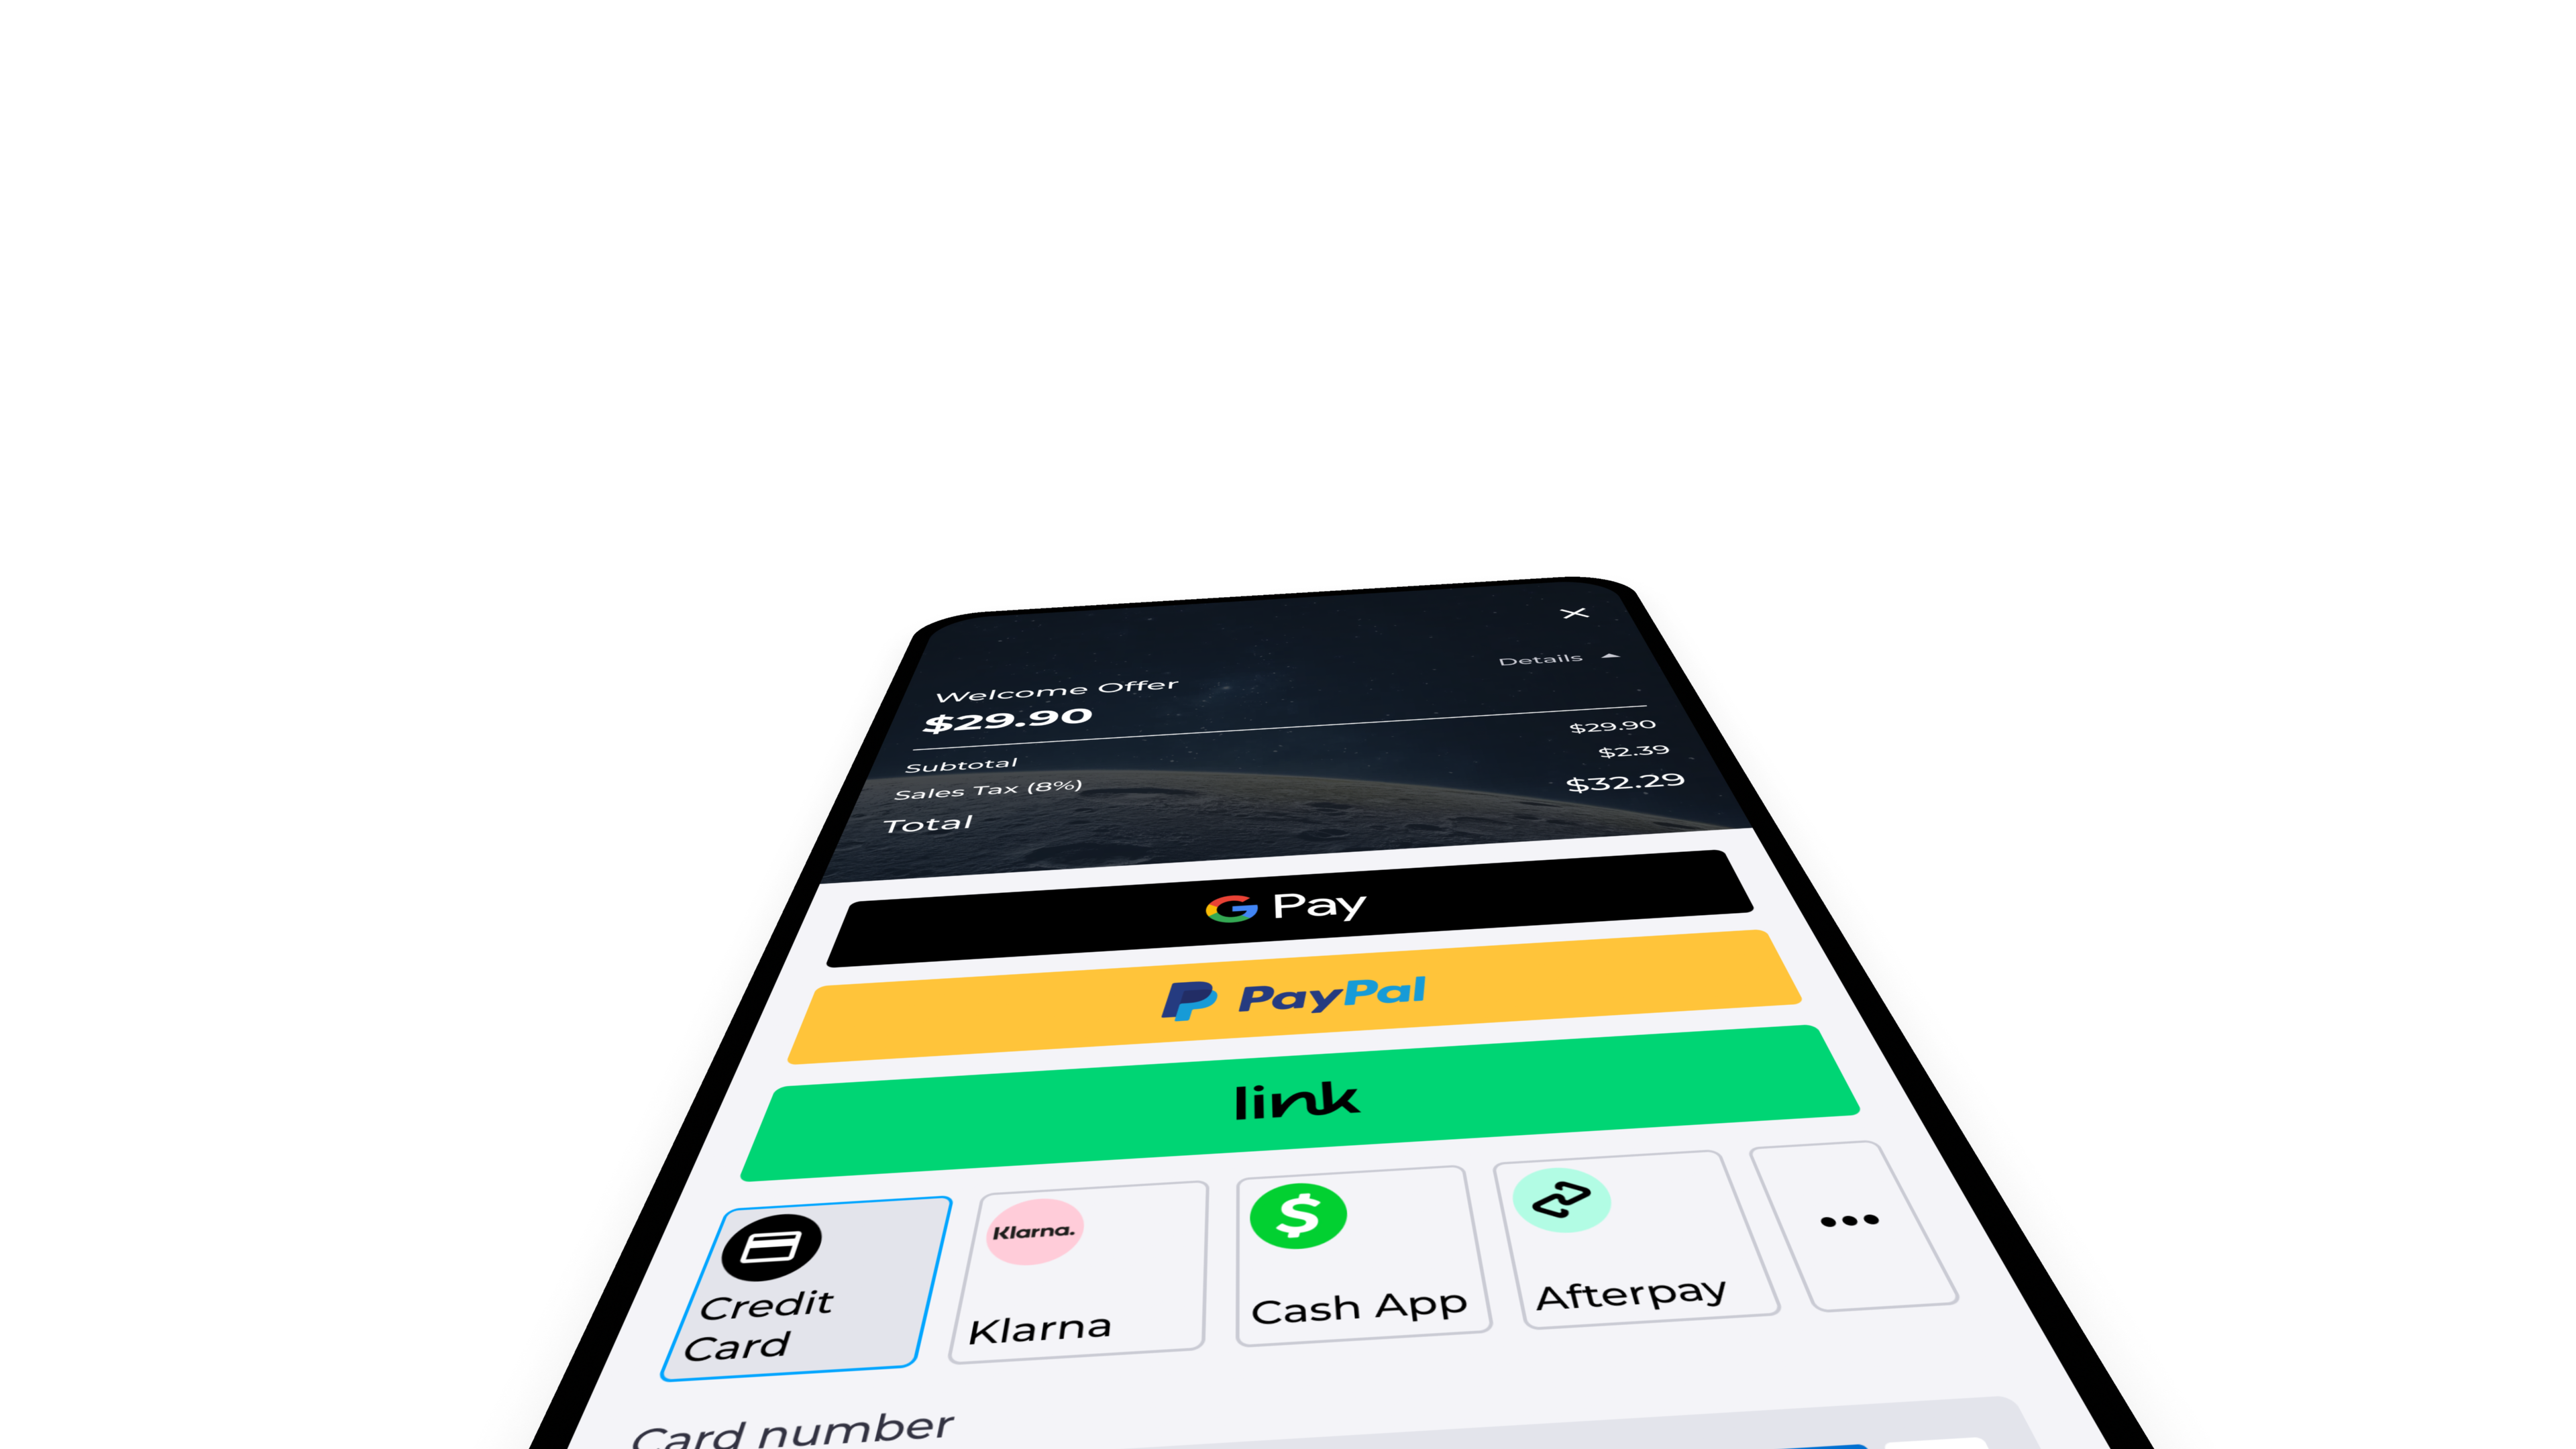 Details
Welcome Offer
$29.90
Subtotal $29.90
Sales Tax (8%) $2.39
Total $32.29
G Pay
PayPal
link
Klarna.
Credit
Card
Klarna
Cash App
Afterpay
Card number